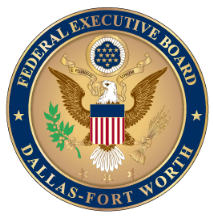 FEDERAL EXECUTIVE BOARD
DALLAS-FORT WORTH